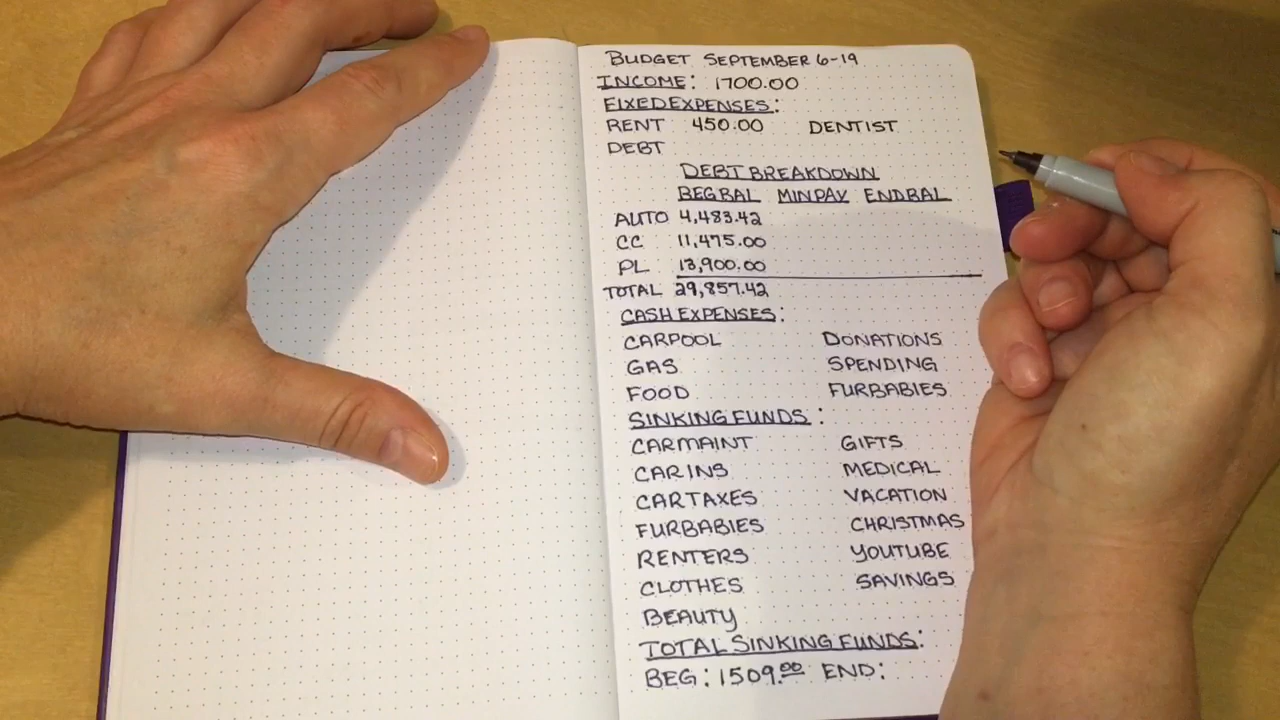 BUDGET SEPTEMBER 6-19
INCOME: 1700.00
FIXED EXPENSES:
RENT 450.00 DENTIST
DEBT
DEBT BREAKDOWN
BEG BAL MIN PAY END BAL
AUTO 4,483.42
CC 11,475.00
PL 13,900.00
TOTAL 29,857.42
CASH EXPENSES:
CARPOOL DONATIONS
GAS SPENDING
FOOD FURBABIES
SINKING FUNDS:
CAR MAINT GIFTS
CAR INS MEDICAL
CAR TAXES VACATION
FURBABIES CHRISTMAS
RENTERS YOUTUBE
CLOTHES SAVINGS
BEAUTY
TOTAL SINKING FUNDS:
BEG: 1509.00 END: